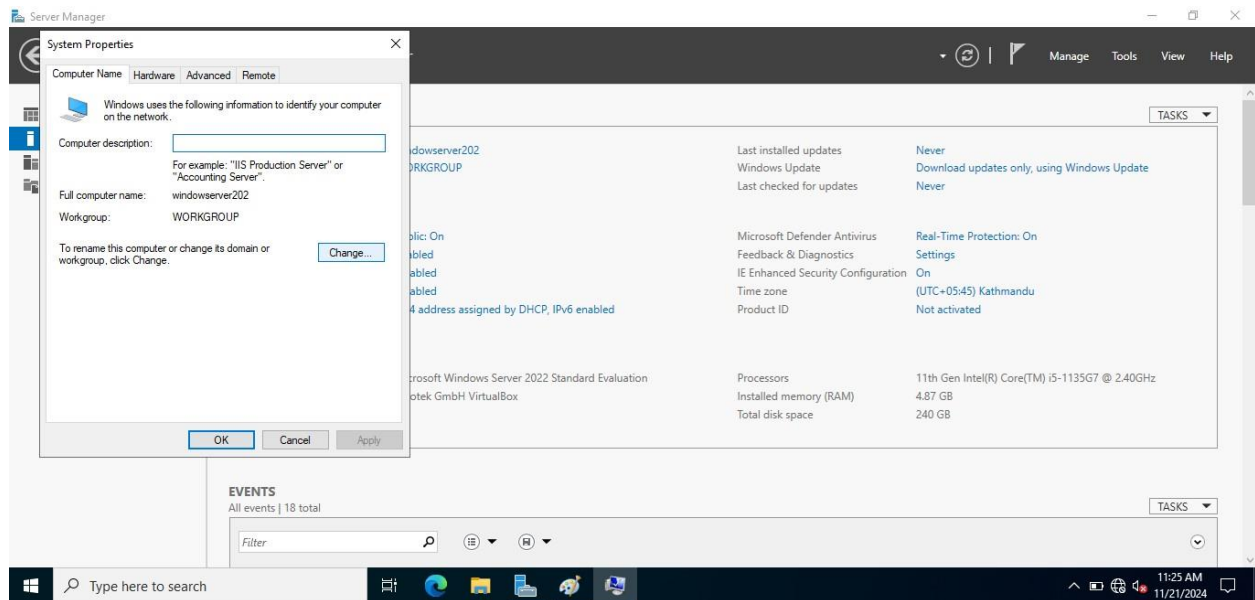 Server Manager
System Properties
Computer Name Hardware Advanced Remote
Windows uses the following information to identify your computer
on the network.
Computer description:
For example: "IIS Production Server" or
"Accounting Server".
Full computer name: windowserver202
Workgroup: WORKGROUP
To rename this computer or change its domain or
workgroup, click Change.
Change...
OK Cancel Apply
Manage Tools View Help
TASKS
dowserver202
RKGROUP
Last installed updates Never
Windows Update Download updates only, using Windows Update
Last checked for updates Never
blic: On
abled
abled
abled
4 address assigned by DHCP, IPv6 enabled
Microsoft Defender Antivirus Real-Time Protection: On
Feedback & Diagnostics Settings
IE Enhanced Security Configuration On
Time zone (UTC+05:45) Kathmandu
Product ID Not activated
crosoft Windows Server 2022 Standard Evaluation
otek GmbH VirtualBox
Processors 11th Gen Intel(R) Core(TM) i5-1135G7 @ 2.40GHz
Installed memory (RAM) 4.87 GB
Total disk space 240 GB
EVENTS
All events | 18 total
TASKS
Filter
Type here to search
11:25 AM
11/21/2024